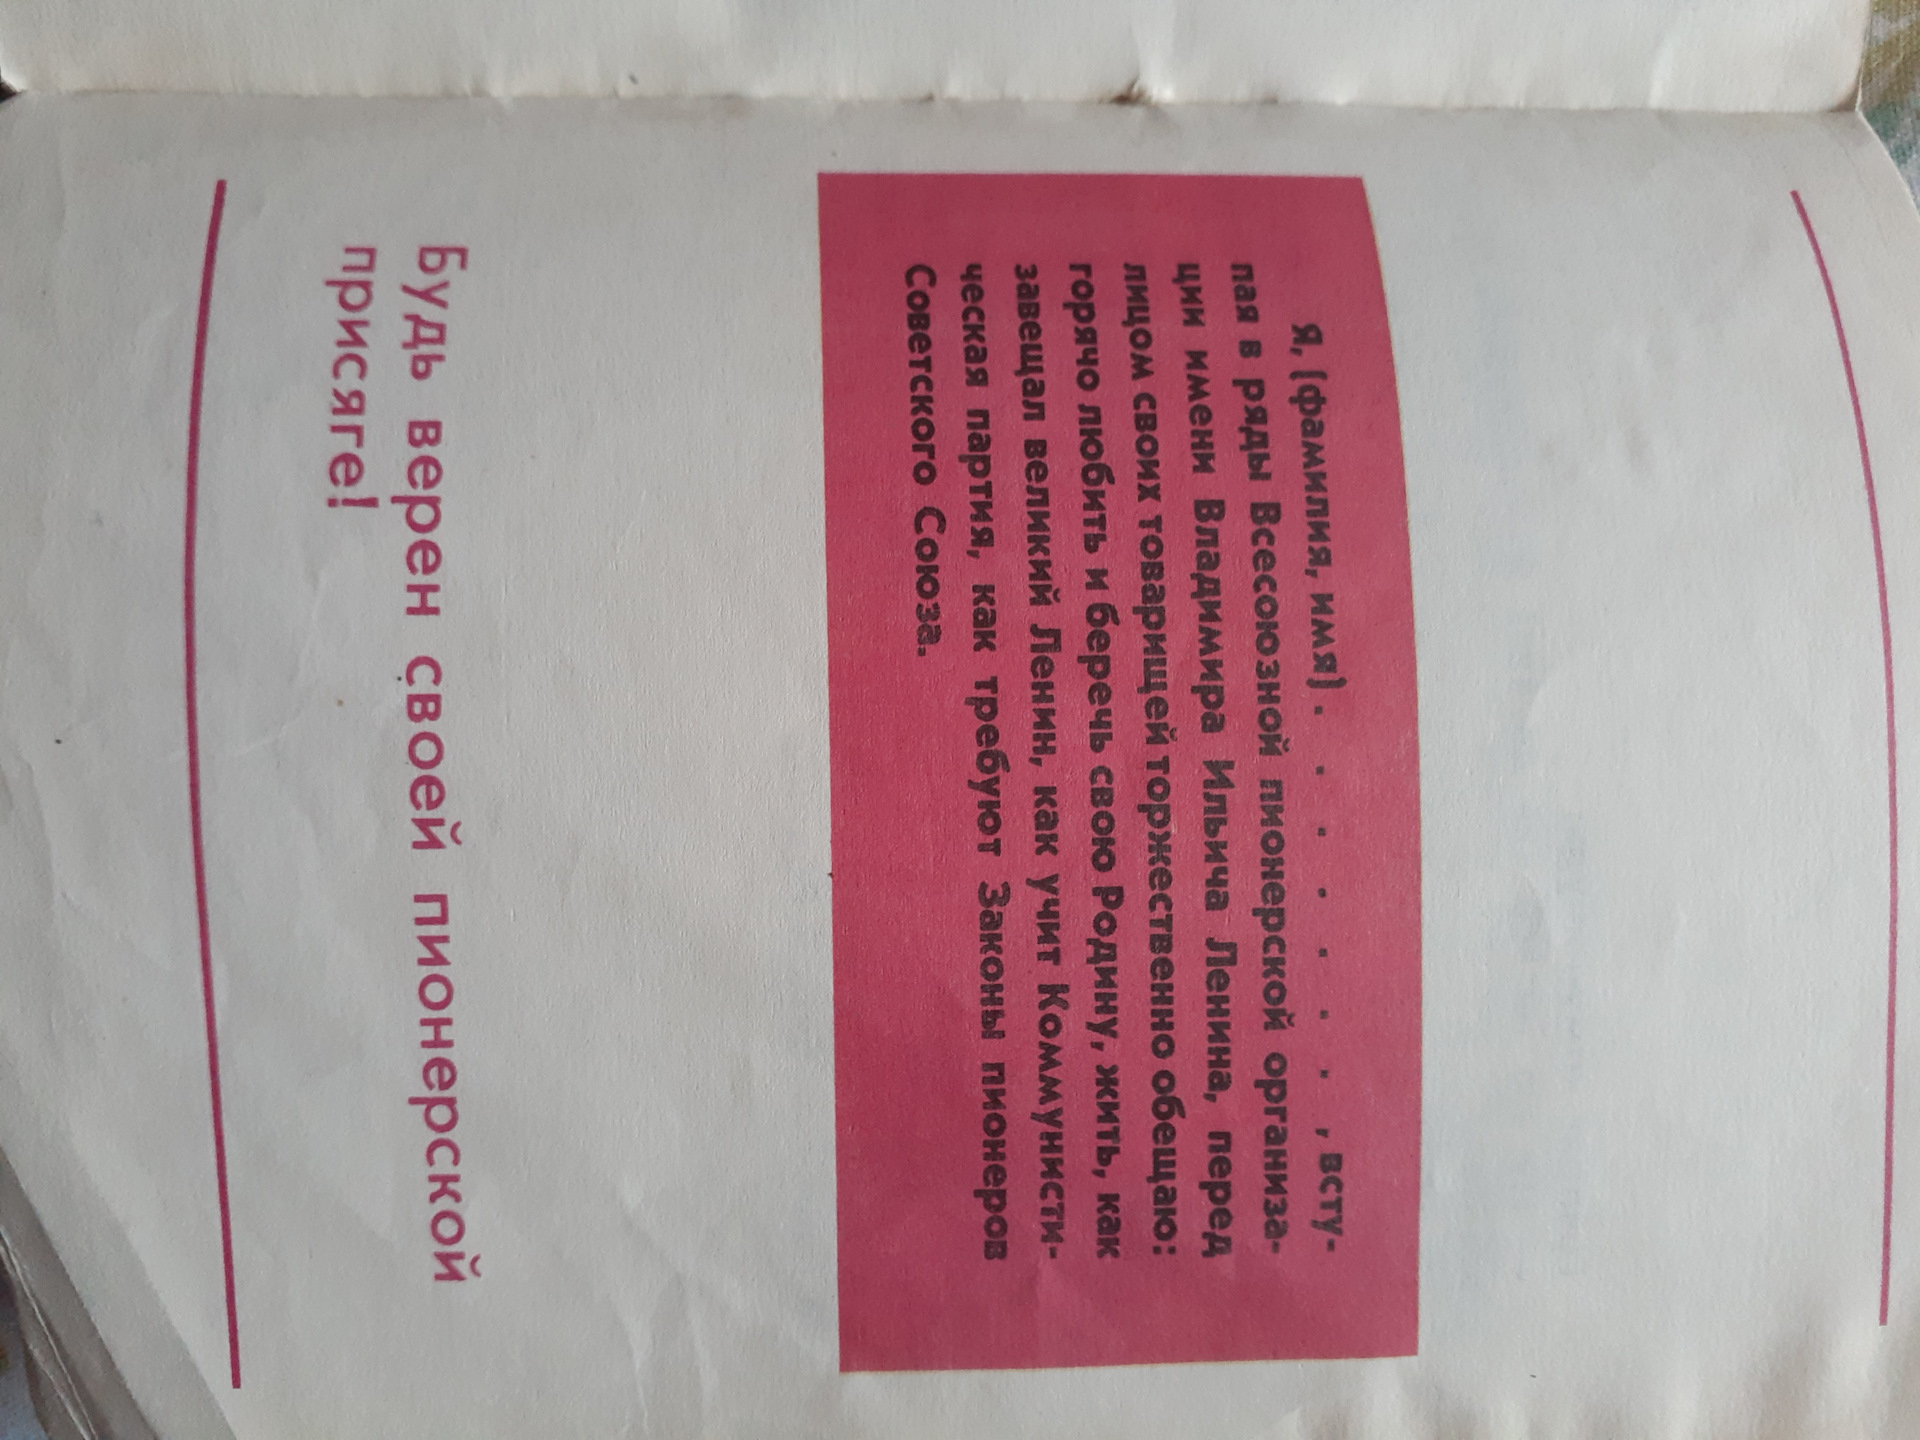 Я, (фамилия, имя) . . . . . . . , всту-
пая в ряды Всесоюзной пионерской организа-
ции имени Владимира Ильича Ленина, перед
лицом своих товарищей торжественно обещаю:
горячо любить и беречь свою Родину, жить, как
завещал великий Ленин, как учит Коммунисти-
ческая партия, как требуют Законы пионеров
Советского Союза.
Будь верен своей пионерской
присяге!